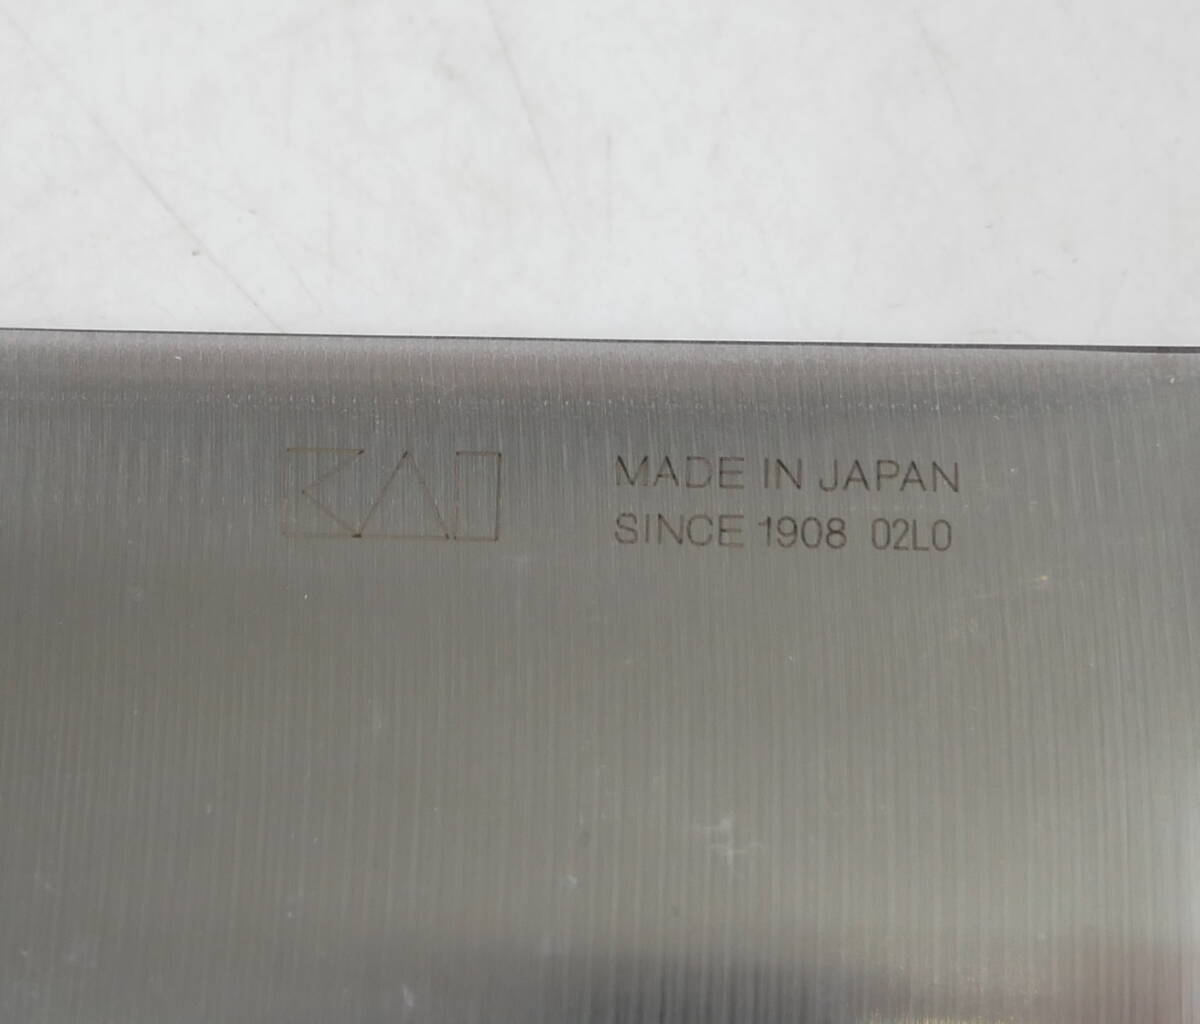 KAI
MADE IN JAPAN
SINCE 1908 02L0